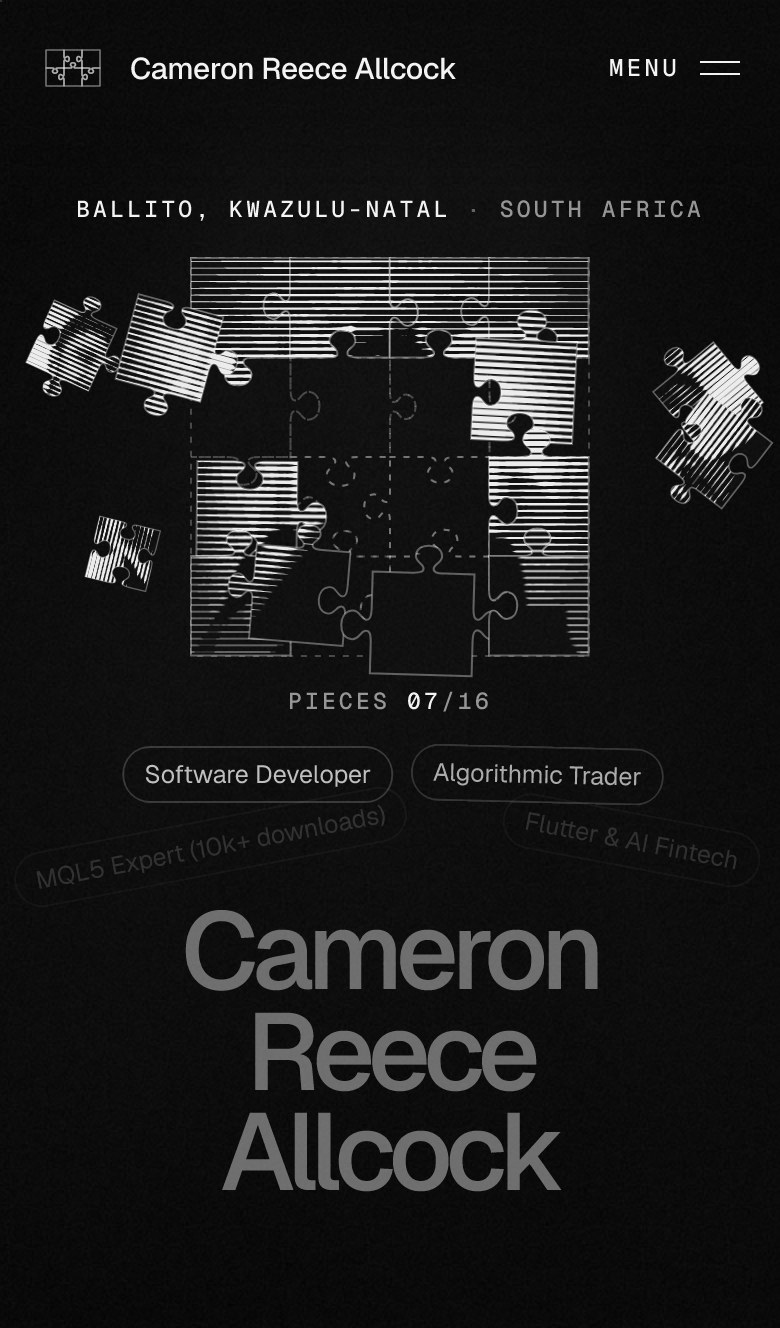 Cameron Reece Allcock
MENU
BALLITO, KWAZULU-NATAL · SOUTH AFRICA
PIECES 07/16
Software Developer
Algorithmic Trader
MQL5 Expert (10k+ downloads)
Flutter & AI Fintech
Cameron
Reece
Allcock